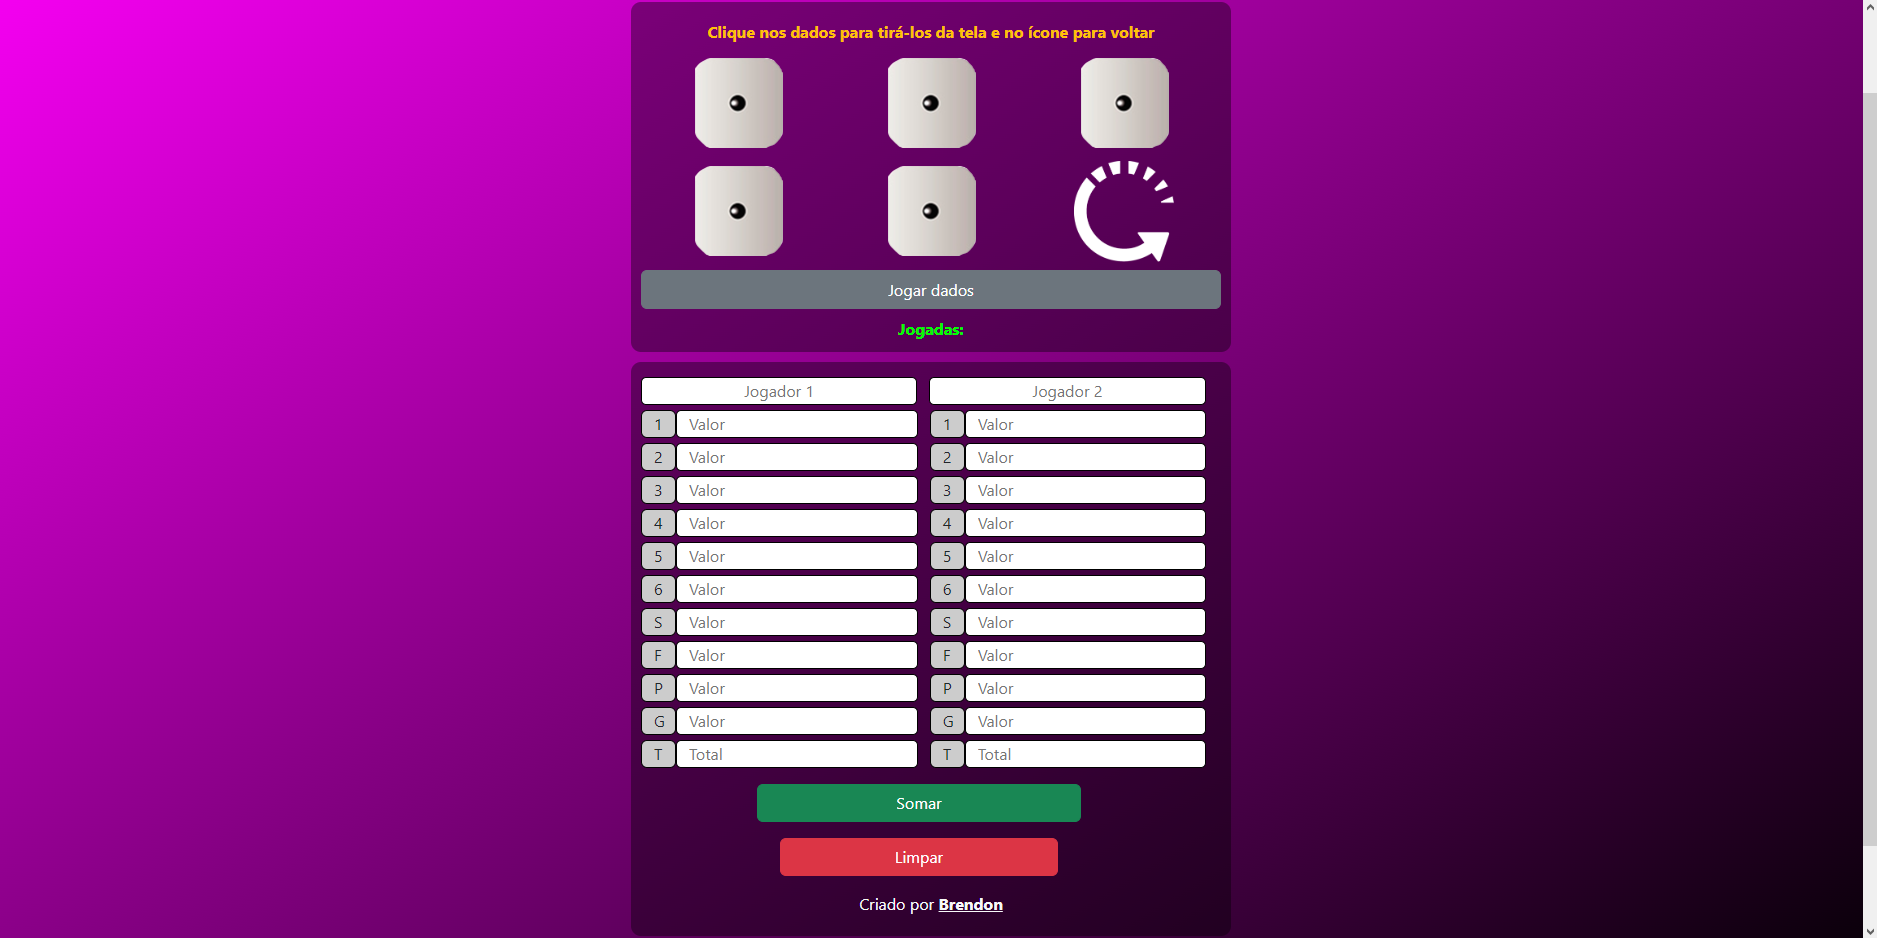 Clique nos dados para tirá-los da tela e no ícone para voltar
Jogar dados
Jogadas:
Jogador 1 Jogador 2
1 Valor 1 Valor
2 Valor 2 Valor
3 Valor 3 Valor
4 Valor 4 Valor
5 Valor 5 Valor
6 Valor 6 Valor
S Valor S Valor
F Valor F Valor
P Valor P Valor
G Valor G Valor
T Total T Total
Somar
Limpar
Criado por Brendon